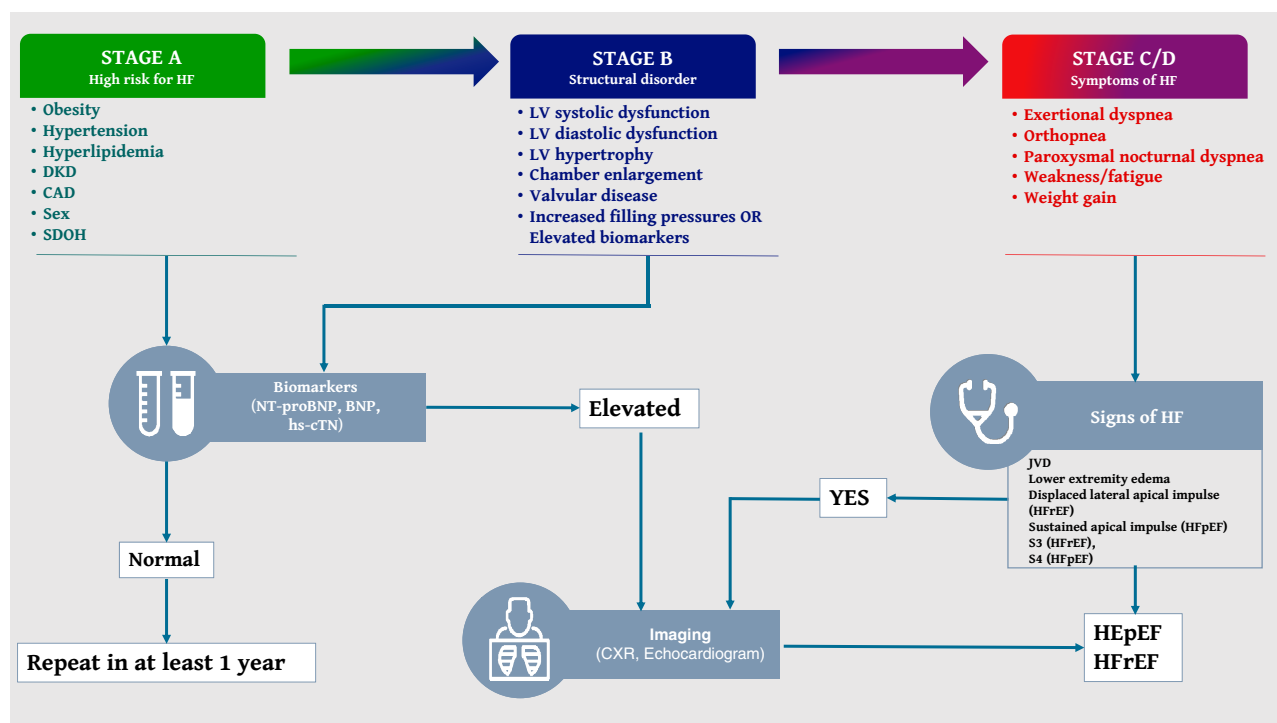 STAGE A
High risk for HF
• Obesity
• Hypertension
• Hyperlipidemia
• DKD
• CAD
• Sex
• SDOH
STAGE B
Structural disorder
• LV systolic dysfunction
• LV diastolic dysfunction
• LV hypertrophy
• Chamber enlargement
• Valvular disease
• Increased filling pressures OR
Elevated biomarkers
STAGE C/D
Symptoms of HF
• Exertional dyspnea
• Orthopnea
• Paroxysmal nocturnal dyspnea
• Weakness/fatigue
• Weight gain
Biomarkers
(NT-proBNP, BNP,
hs-cTN)
Elevated
Signs of HF
JVD
Lower extremity edema
Displaced lateral apical impulse
(HFrEF)
Sustained apical impulse (HFpEF)
S3 (HFrEF),
S4 (HFpEF)
YES
Normal
Repeat in at least 1 year
Imaging
(CXR, Echocardiogram)
HEpEF
HFrEF